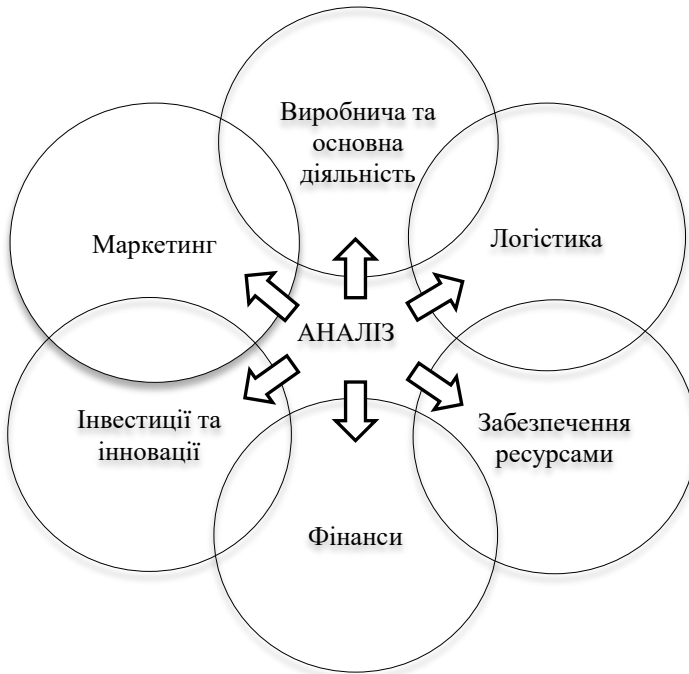 Виробнича та
основна
діяльність
Маркетинг
Логістика
АНАЛІЗ
Інвестиції та
інновації
Забезпечення
ресурсами
Фінанси